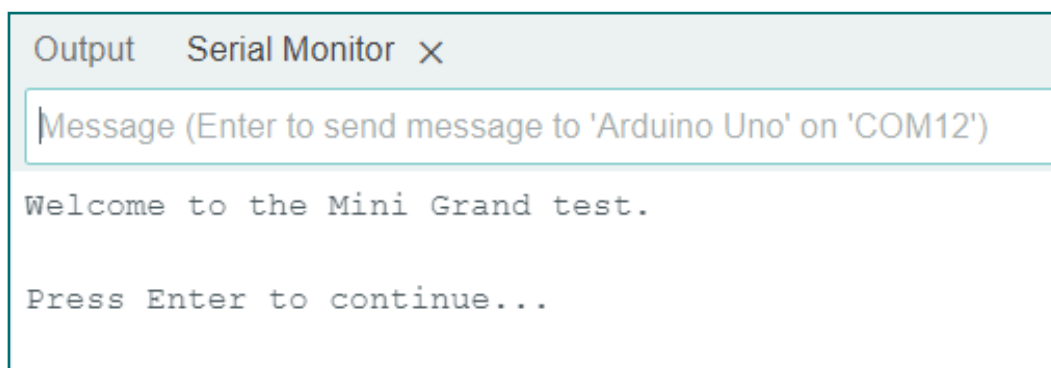 Output Serial Monitor
Message (Enter to send message to 'Arduino Uno' on 'COM12')
Welcome to the Mini Grand test.
Press Enter to continue...